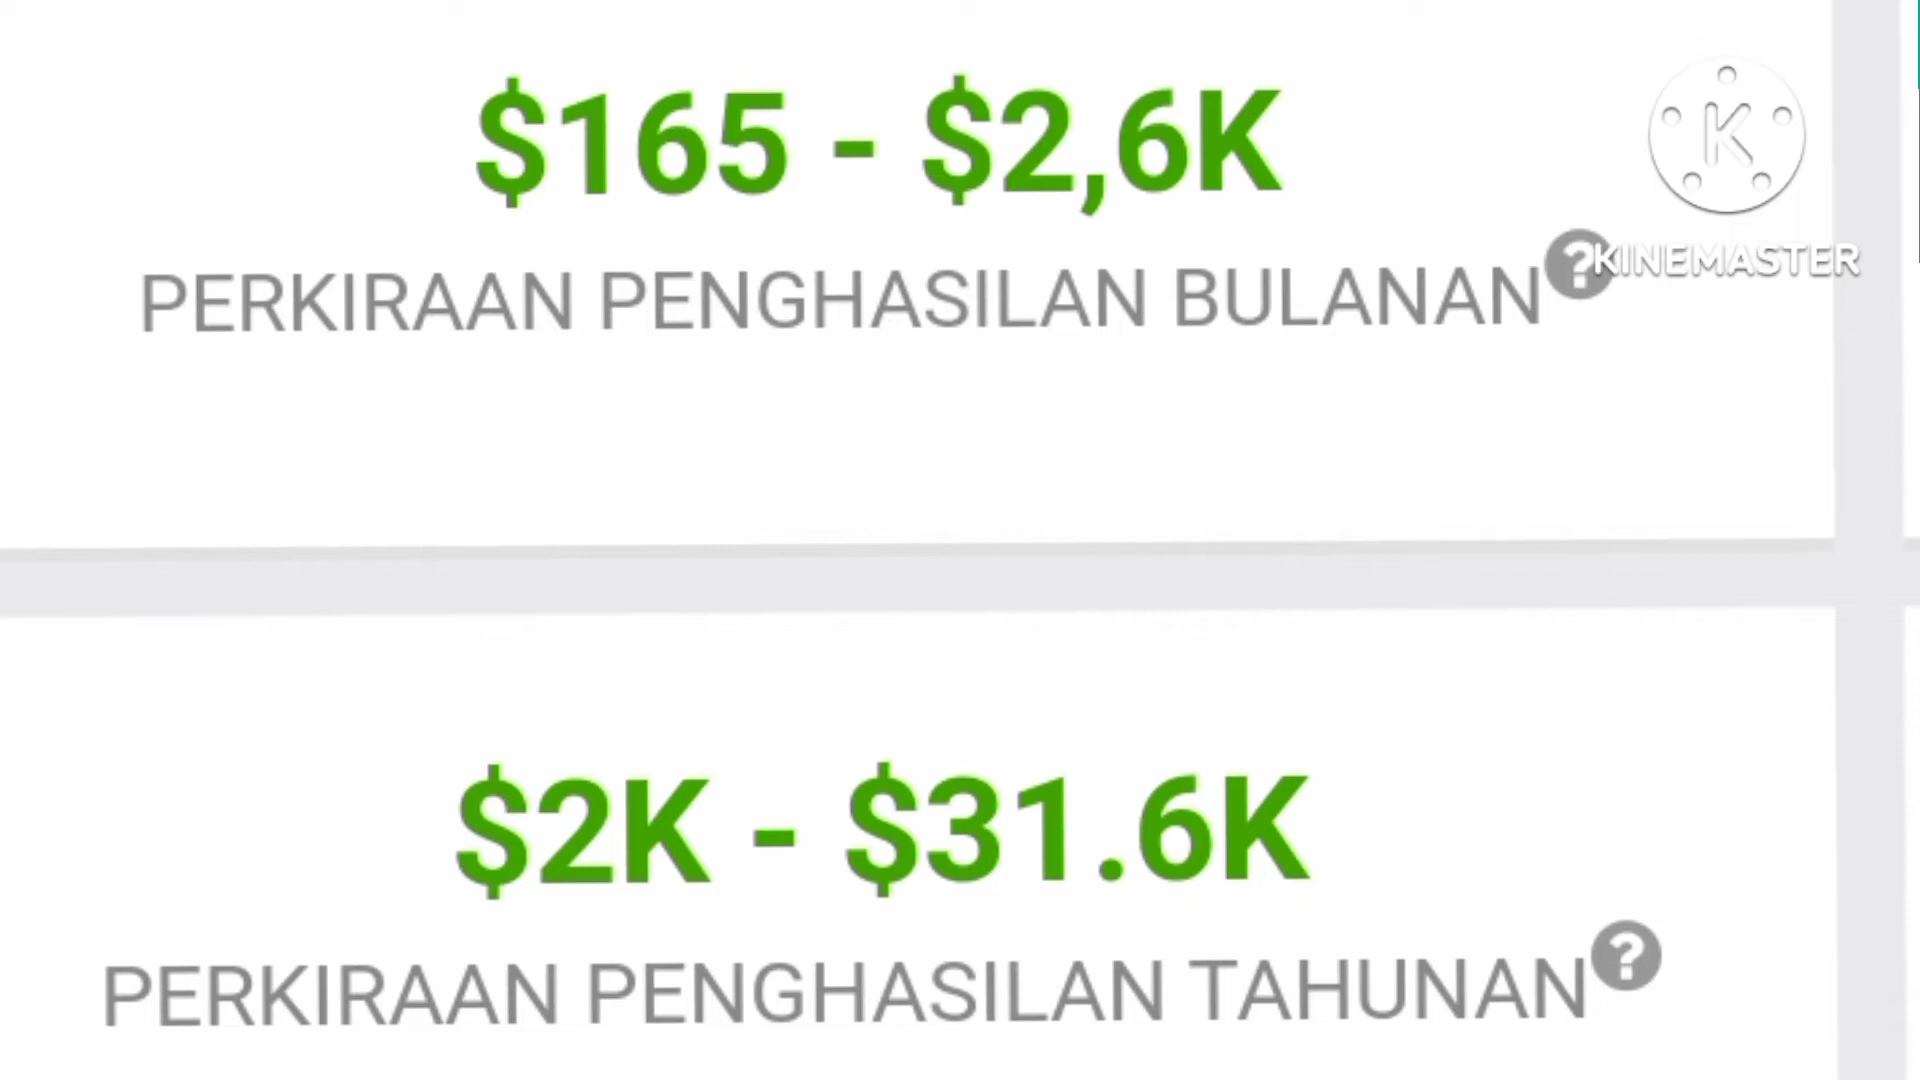 $165 - $2,6K
PERKIRAAN PENGHASILAN BULANAN
K
KINEMASTER
$2K - $31.6K
PERKIRAAN PENGHASILAN TAHUNAN